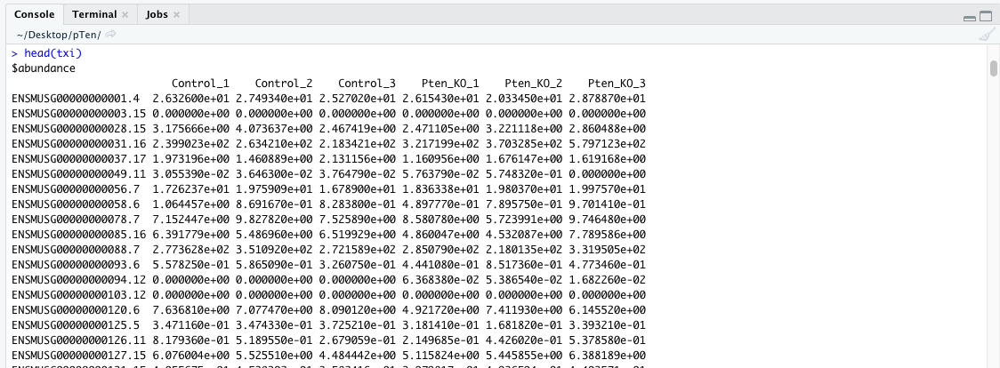 Console Terminal Jobs
~/Desktop/pTen/
> head(txi)
$abundance
Control_1 Control_2 Control_3 Pten_KO_1 Pten_KO_2 Pten_KO_3
ENSMUSG00000000001.4 2.632600e+01 2.749340e+01 2.527020e+01 2.615430e+01 2.033450e+01 2.878870e+01
ENSMUSG00000000003.15 0.000000e+00 0.000000e+00 0.000000e+00 0.000000e+00 0.000000e+00 0.000000e+00
ENSMUSG00000000028.15 3.175666e+00 4.073637e+00 2.467419e+00 2.471105e+00 3.221118e+00 2.860488e+00
ENSMUSG00000000031.16 2.399023e+02 2.634210e+02 2.183421e+02 3.217199e+02 3.703285e+02 5.797123e+02
ENSMUSG00000000037.17 1.973196e+00 1.460889e+00 2.131156e+00 1.160956e+00 1.676147e+00 1.619168e+00
ENSMUSG00000000049.11 3.055390e-02 3.646300e-02 3.764790e-02 5.763790e-02 5.748320e-01 0.000000e+00
ENSMUSG00000000056.7 1.726237e+01 1.975909e+01 1.678900e+01 1.836338e+01 1.980370e+01 1.997570e+01
ENSMUSG00000000058.6 1.064457e+00 8.691670e-01 8.283800e-01 4.897770e-01 7.895750e-01 9.701410e-01
ENSMUSG00000000078.7 7.152447e+00 9.827820e+00 7.525890e+00 8.580780e+00 5.723991e+00 9.746480e+00
ENSMUSG00000000085.16 6.391779e+00 5.486960e+00 6.519929e+00 4.860047e+00 4.532087e+00 7.789586e+00
ENSMUSG00000000088.7 2.773628e+02 3.510920e+02 2.721589e+02 2.850790e+02 2.180135e+02 3.319505e+02
ENSMUSG00000000093.6 5.578250e-01 5.865090e-01 3.260750e-01 4.441080e-01 8.517360e-01 4.773460e-01
ENSMUSG00000000094.12 0.000000e+00 0.000000e+00 0.000000e+00 6.368380e-02 5.386540e-02 1.682260e-02
ENSMUSG00000000103.12 0.000000e+00 0.000000e+00 0.000000e+00 0.000000e+00 0.000000e+00 0.000000e+00
ENSMUSG00000000120.6 7.636810e+00 7.077470e+00 8.090120e+00 4.921720e+00 7.411930e+00 6.145520e+00
ENSMUSG00000000125.5 3.471160e-01 3.474330e-01 3.725210e-01 3.181410e-01 1.681820e-01 3.393210e-01
ENSMUSG00000000126.11 8.179360e-01 5.189550e-01 2.679059e-01 2.149685e-01 4.426020e-01 5.378580e-01
ENSMUSG00000000127.15 6.076004e+00 5.525510e+00 4.484442e+00 5.115824e+00 5.445855e+00 6.388189e+00